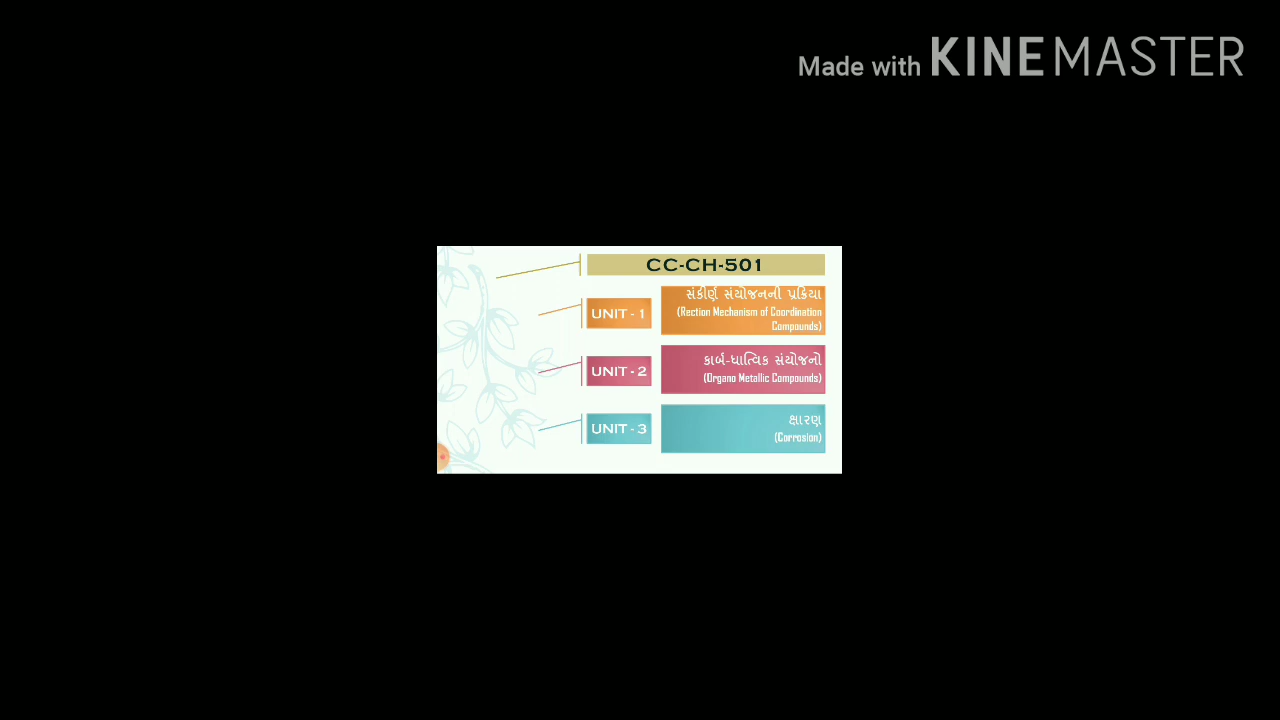 Made with KINEMASTER
CC-CH-501
UNIT - 1
સંકીર્ણ સંયોજનની પ્રક્રિયા
(Rection Mechanism of Coordination
Compounds)
UNIT - 2
કાર્બ-ધાત્વિક સંયોજનો
(Organo Metallic Compounds)
UNIT - 3
ક્ષારણ
(Corrosion)